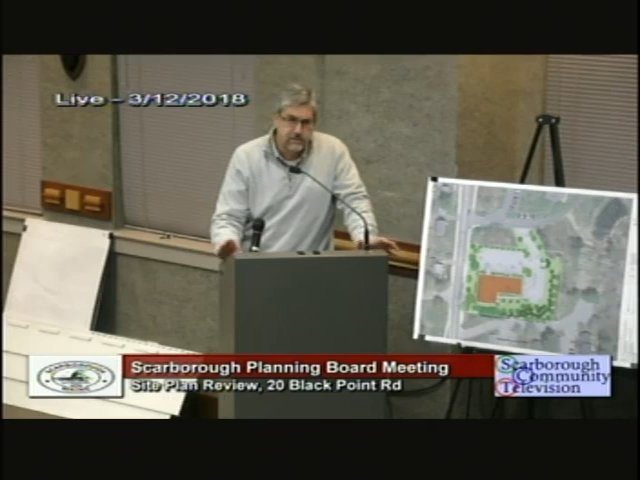 Live - 3/12/2018
Scarborough Planning Board Meeting
Site Plan Review, 20 Black Point Rd
Scarborough
Community
Television